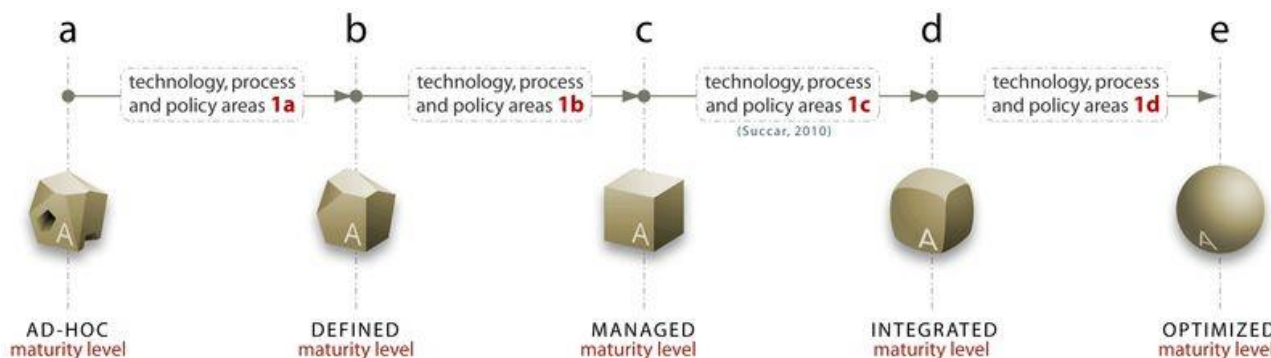 a
b
c
d
e
technology, process
and policy areas 1a
technology, process
and policy areas 1b
technology, process
and policy areas 1c
(Succar, 2010)
technology, process
and policy areas 1d
A
A
A
A
A
AD-HOC
maturity level
DEFINED
maturity level
MANAGED
maturity level
INTEGRATED
maturity level
OPTIMIZED
maturity level